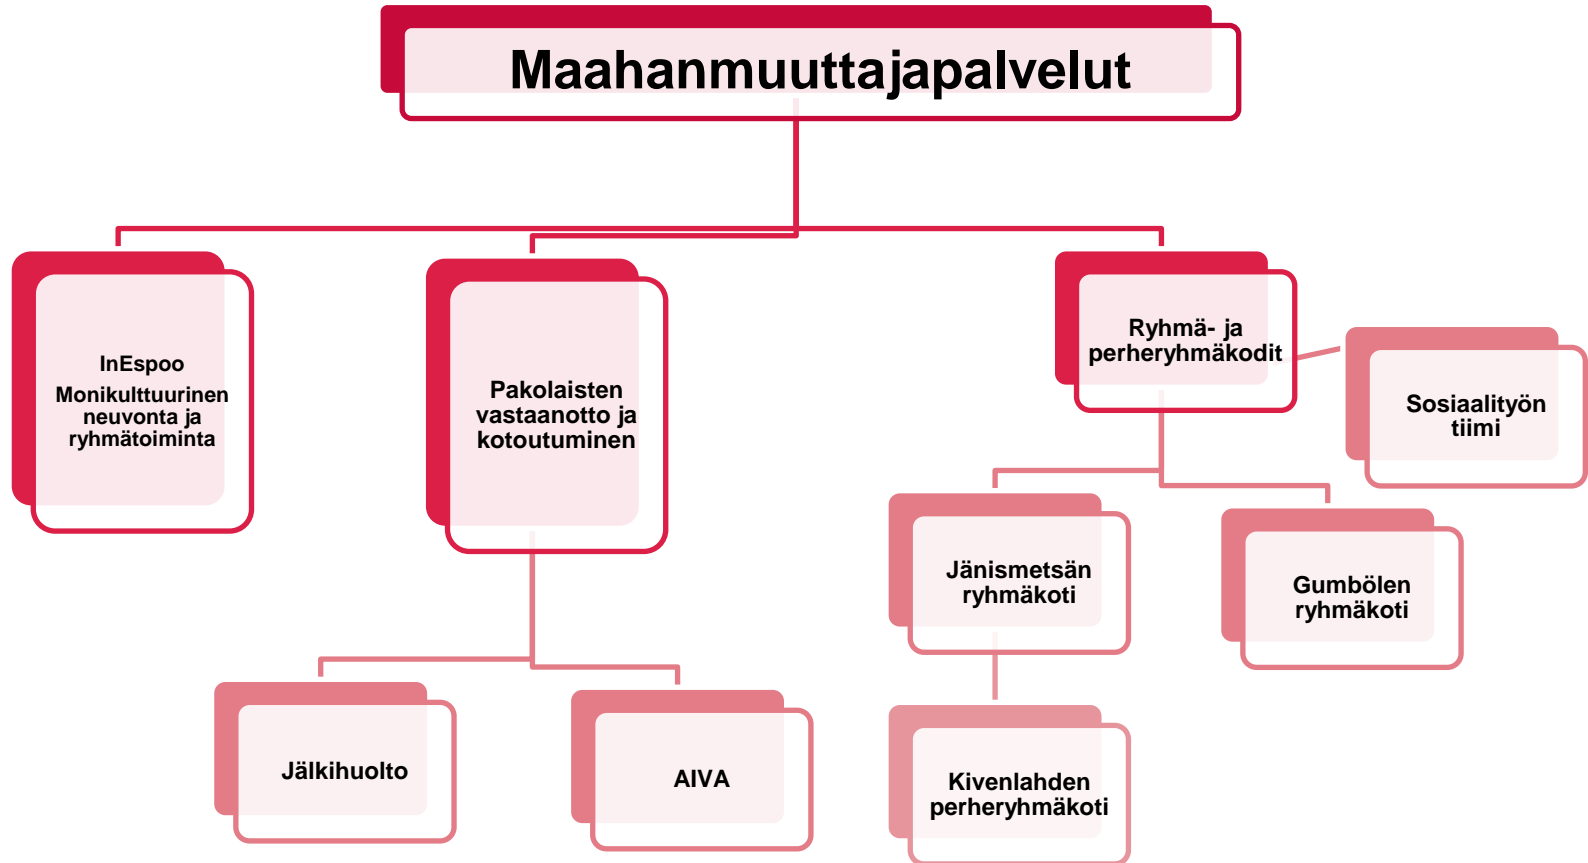 Maahanmuuttajapalvelut
InEspoo
Monikulttuurinen
neuvonta ja
ryhmätoiminta
Pakolaisten
vastaanotto ja
kotoutuminen
Ryhmä- ja
perheryhmäkodit
Sosiaalityön
tiimi
Jänismetsän
ryhmäkoti
Gumbölen
ryhmäkoti
Jälkihuolto
AIVA
Kivenlahden
perheryhmäkoti